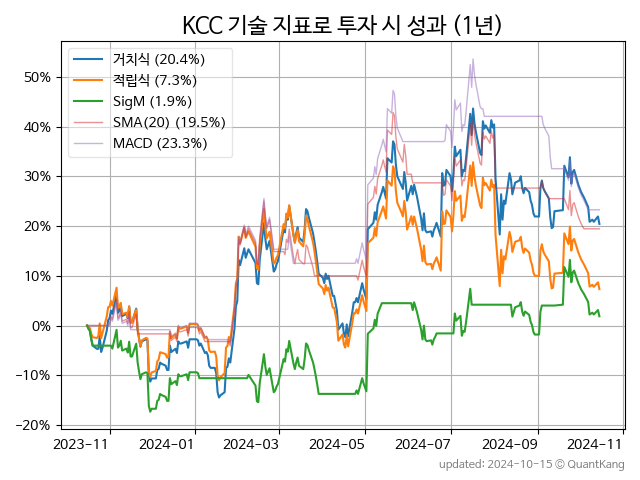 KCC 기술 지표로 투자 시 성과 (1년)
거치식 (20.4%)
적립식 (7.3%)
SigM (1.9%)
SMA(20) (19.5%)
MACD (23.3%)
50%
40%
30%
20%
10%
0%
−10%
−20%
2023-11 2024-01 2024-03 2024-05 2024-07 2024-09 2024-11
updated: 2024-10-15 © QuantKang